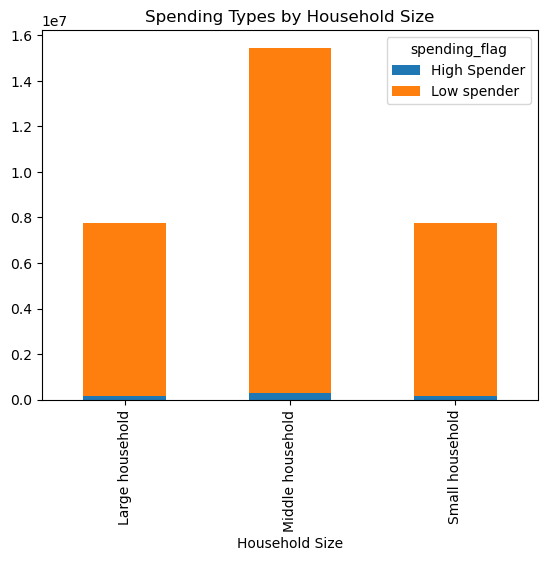 Spending Types by Household Size
1e7
spending_flag
High Spender
Low spender
1.6
1.4
1.2
1.0
0.8
0.6
0.4
0.2
0.0
Large household
Middle household
Small household
Household Size